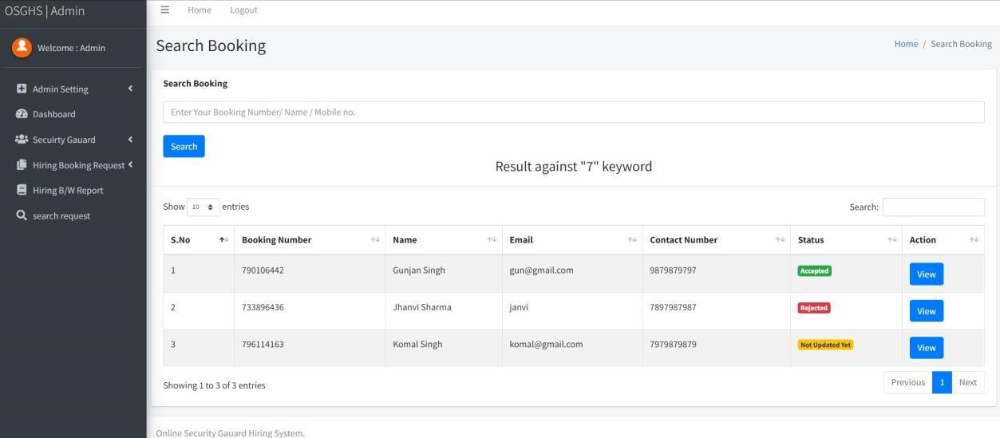 OSGHS | Admin
Home Logout
Welcome : Admin
Admin Setting
Dashboard
Secuirty Gauard
Hiring Booking Request
Hiring B/W Report
search request
Search Booking
Home / Search Booking
Search Booking
Enter Your Booking Number/ Name / Mobile no.
Search
Result against "7" keyword
Show 10 entries
Search:
S.No Booking Number Name Email Contact Number Status Action
1 790106442 Gunjan Singh gun@gmail.com 9879879797 Accepted View
2 733896436 Jhanvi Sharma janvi 7897987987 Rejected View
3 796114163 Komal Singh komal@gmail.com 7979879879 Not Updated Yet View
Showing 1 to 3 of 3 entries
Previous 1 Next
Online Security Gauard Hiring System.